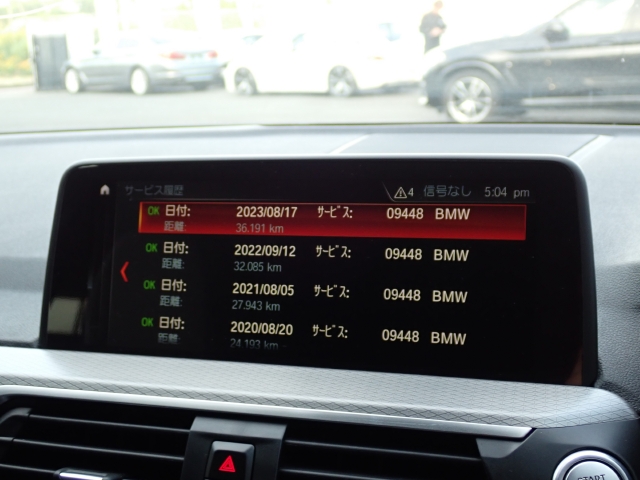 サービス履歴 4 信号なし 5:04 pm
OK 日付: 2023/08/17 ｻｰﾋﾞｽ: 09448 BMW
距離: 36.191 km
OK 日付: 2022/09/12 ｻｰﾋﾞｽ: 09448 BMW
距離: 32.085 km
OK 日付: 2021/08/05 ｻｰﾋﾞｽ: 09448 BMW
距離: 27.943 km
OK 日付: 2020/08/20 ｻｰﾋﾞｽ: 09448 BMW
距離: 24.193 km
START